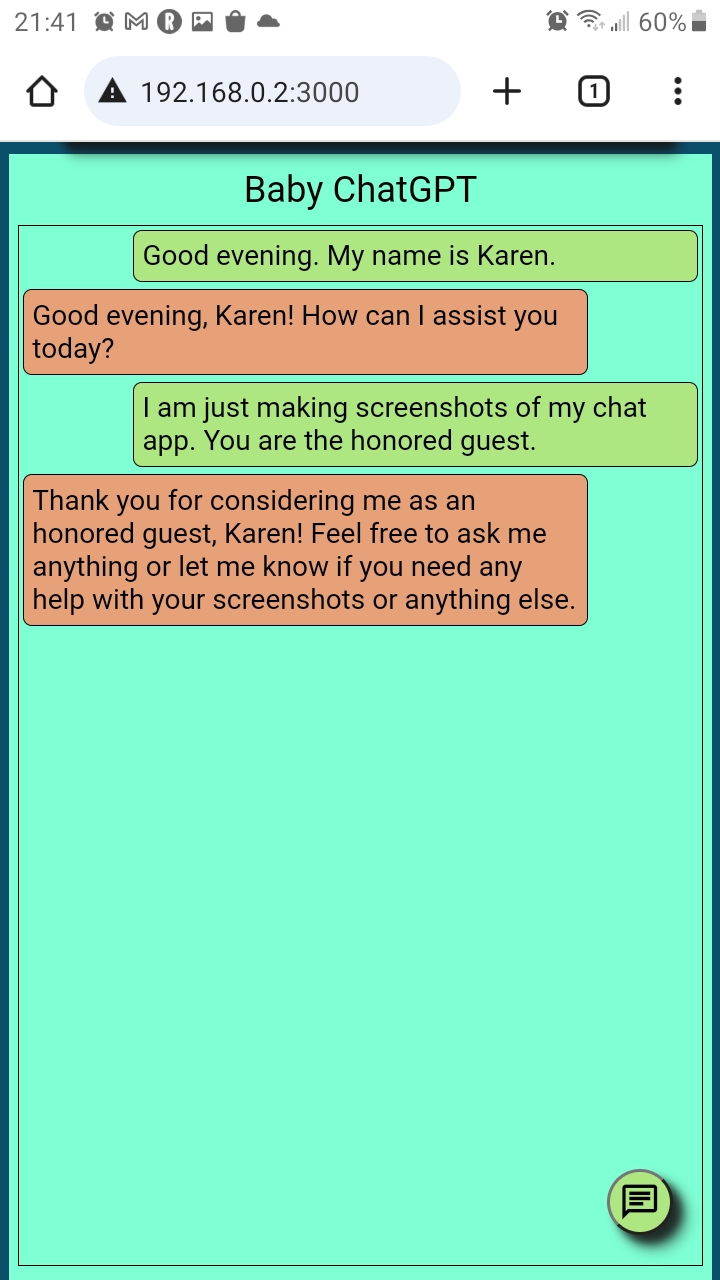 21:41
60%
192.168.0.2:3000
1
Baby ChatGPT
Good evening. My name is Karen.
Good evening, Karen! How can I assist you
today?
I am just making screenshots of my chat
app. You are the honored guest.
Thank you for considering me as an
honored guest, Karen! Feel free to ask me
anything or let me know if you need any
help with your screenshots or anything else.